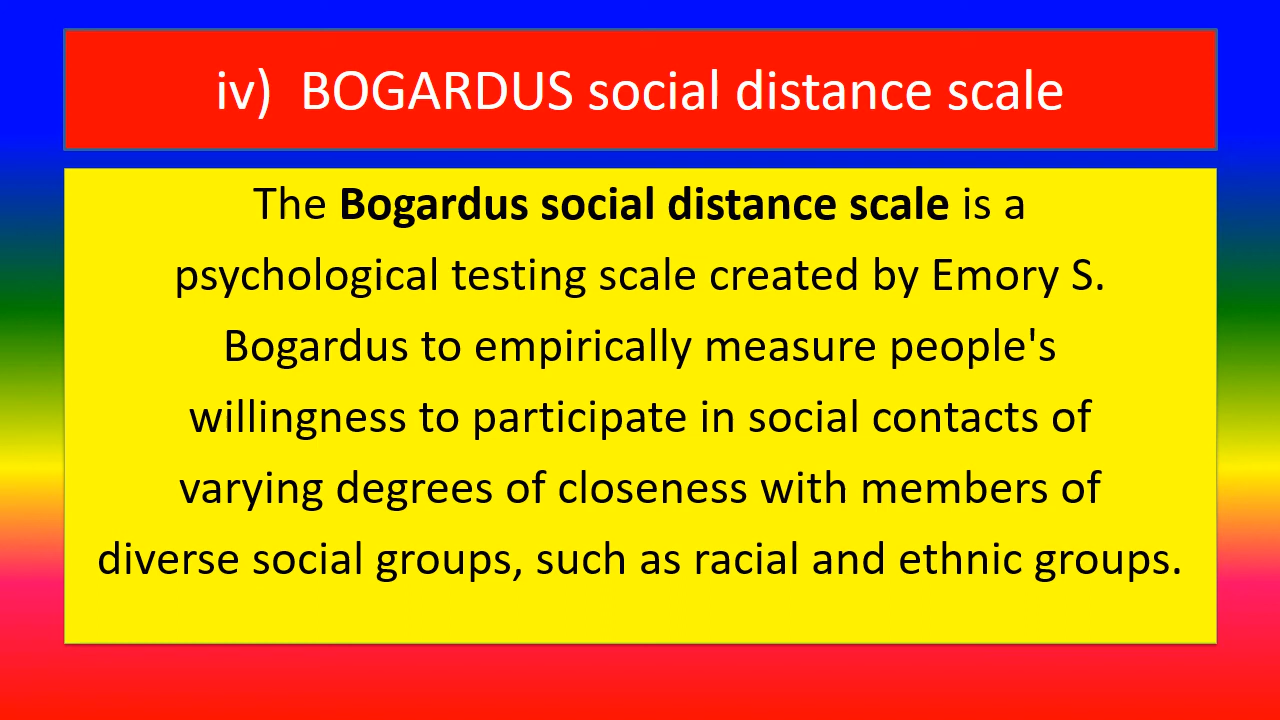 iv) BOGARDUS social distance scale
The Bogardus social distance scale is a
psychological testing scale created by Emory S.
Bogardus to empirically measure people's
willingness to participate in social contacts of
varying degrees of closeness with members of
diverse social groups, such as racial and ethnic groups.